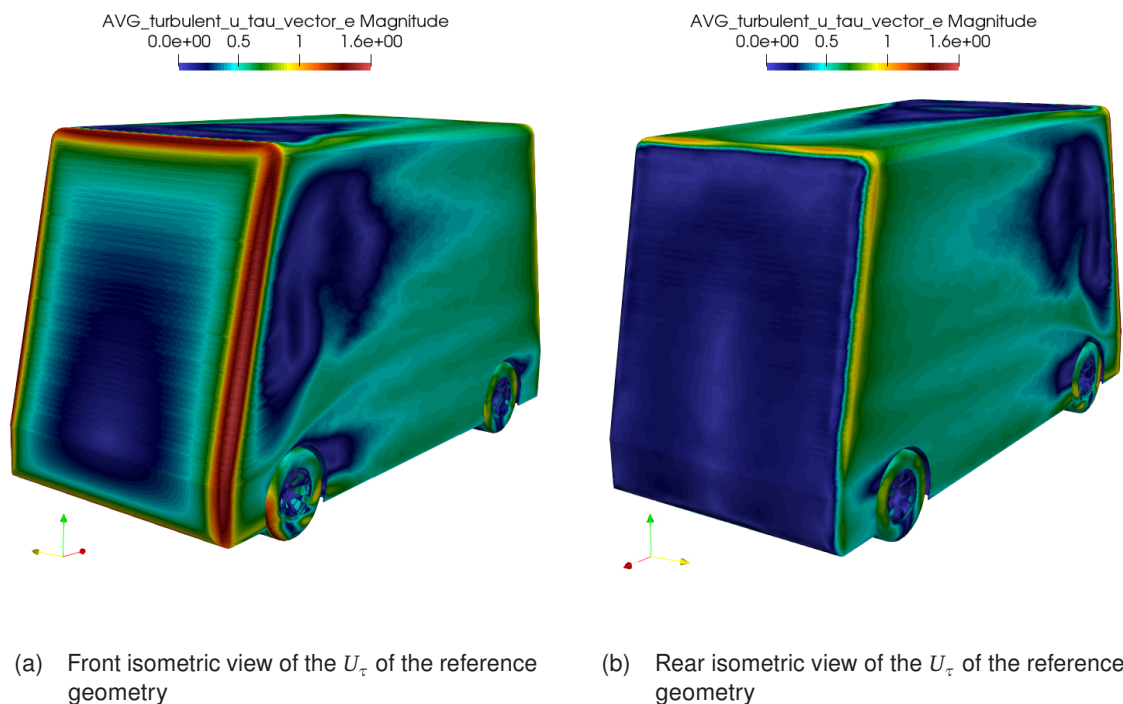 AVG_turbulent_u_tau_vector_e Magnitude
0.0e+00 0.5 1 1.6e+00
AVG_turbulent_u_tau_vector_e Magnitude
0.0e+00 0.5 1 1.6e+00
(a) Front isometric view of the U_τ of the reference
geometry
(b) Rear isometric view of the U_τ of the reference
geometry